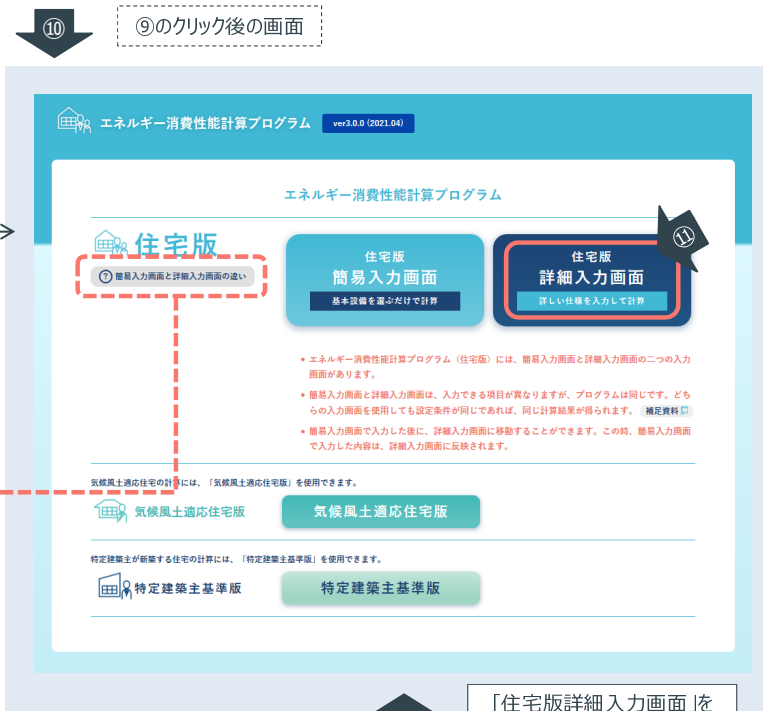 ⑩
⑨のクリック後の画面
エネルギー消費性能計算プログラム ver3.0.0 (2021.04)
エネルギー消費性能計算プログラム
⑪
住宅版
? 簡易入力画面と詳細入力画面の違い
住宅版
簡易入力画面
基本設備を選ぶだけで計算
住宅版
詳細入力画面
詳しい仕様を入力して計算
• エネルギー消費性能計算プログラム（住宅版）には、簡易入力画面と詳細入力画面の二つの入力
画面があります。
• 簡易入力画面と詳細入力画面は、入力できる項目が異なりますが、プログラムは同じです。どち
らの入力画面を使用しても設定条件が同じであれば、同じ計算結果が得られます。 補足資料
• 簡易入力画面で入力した後に、詳細入力画面に移動することができます。この時、簡易入力画面
で入力した内容は、詳細入力画面に反映されます。
気候風土適応住宅の計算には、「気候風土適応住宅版」を使用できます。
気候風土適応住宅版 気候風土適応住宅版
特定建築主が新築する住宅の計算には、「特定建築主基準版」を使用できます。
特定建築主基準版 特定建築主基準版
「住宅版詳細入力画面」を